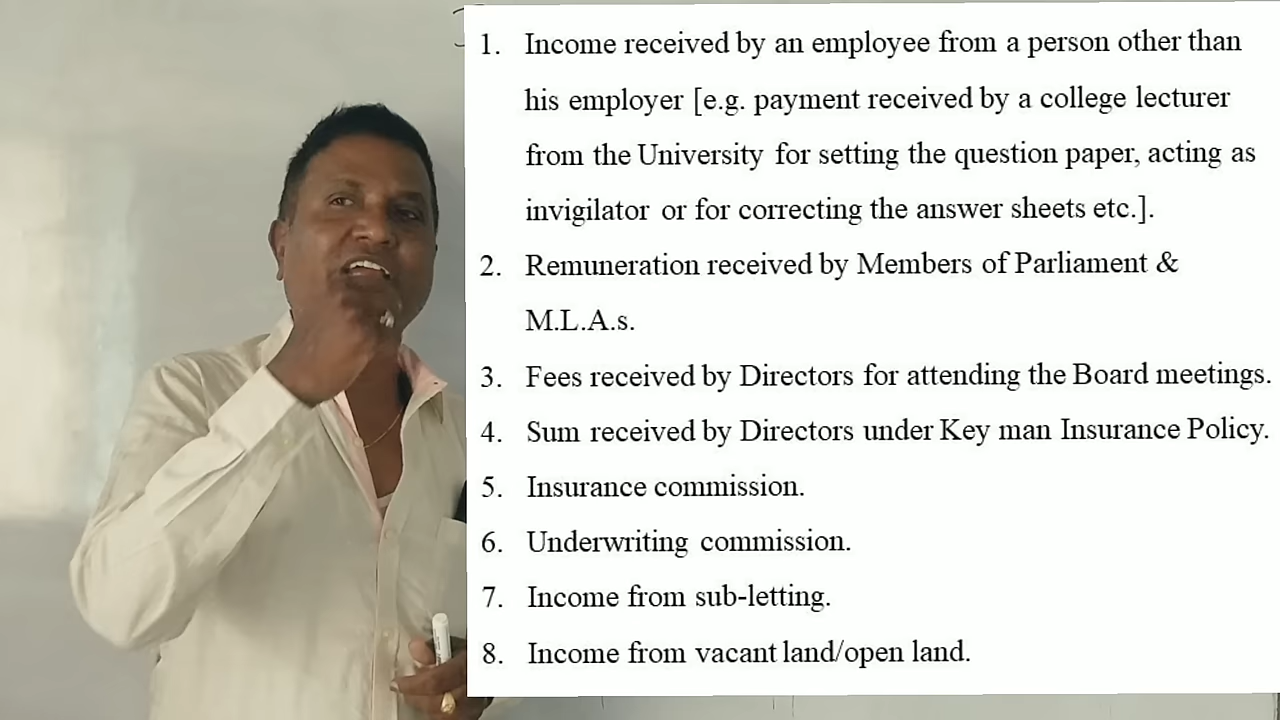 1. Income received by an employee from a person other than
his employer [e.g. payment received by a college lecturer
from the University for setting the question paper, acting as
invigilator or for correcting the answer sheets etc.].
2. Remuneration received by Members of Parliament &
M.L.A.s.
3. Fees received by Directors for attending the Board meetings.
4. Sum received by Directors under Key man Insurance Policy.
5. Insurance commission.
6. Underwriting commission.
7. Income from sub-letting.
8. Income from vacant land/open land.